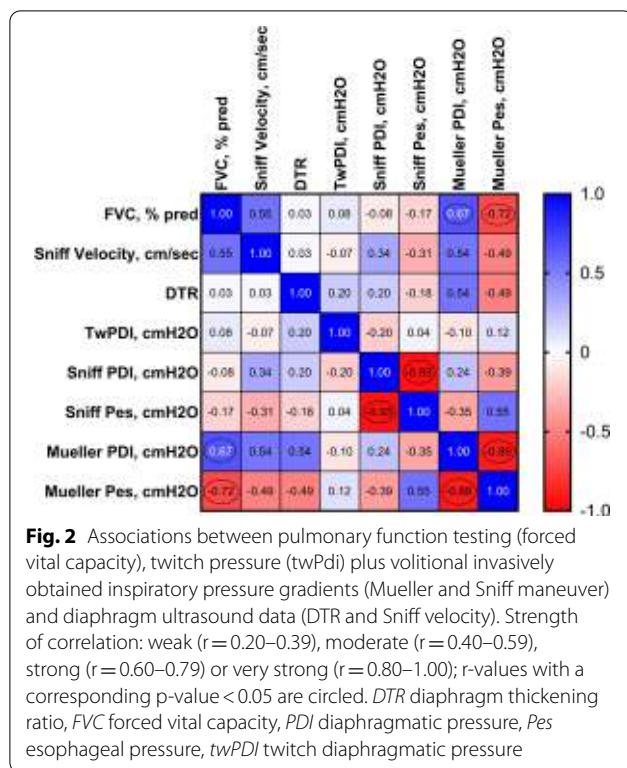 FVC, % pred
Sniff Velocity, cm/sec
DTR
TwPDI, cmH2O
Sniff PDI, cmH2O
Sniff Pes, cmH2O
Mueller PDI, cmH2O
Mueller Pes, cmH2O
FVC, % pred 1.00 0.55 0.03 0.08 -0.08 -0.17 0.67 -0.72
Sniff Velocity, cm/sec 0.55 1.00 0.03 -0.07 0.34 -0.31 0.54 -0.49
DTR 0.03 0.03 1.00 0.20 0.20 -0.18 0.54 -0.49
TwPDI, cmH2O 0.08 -0.07 0.20 1.00 -0.20 0.04 -0.10 0.12
Sniff PDI, cmH2O -0.08 0.34 0.20 -0.20 1.00 0.24 -0.39
Sniff Pes, cmH2O -0.17 -0.31 -0.18 0.04 1.00 -0.35 0.55
Mueller PDI, cmH2O 0.67 0.54 0.54 -0.10 0.24 -0.35 1.00
Mueller Pes, cmH2O -0.72 -0.49 -0.49 0.12 -0.39 0.55 1.00
1.0
0.5
0
-0.5
-1.0
Fig. 2 Associations between pulmonary function testing (forced
vital capacity), twitch pressure (twPdi) plus volitional invasively
obtained inspiratory pressure gradients (Mueller and Sniff maneuver)
and diaphragm ultrasound data (DTR and Sniff velocity). Strength
of correlation: weak (r = 0.20–0.39), moderate (r = 0.40–0.59),
strong (r = 0.60–0.79) or very strong (r = 0.80–1.00); r-values with a
corresponding p-value < 0.05 are circled. DTR diaphragm thickening
ratio, FVC forced vital capacity, PDI diaphragmatic pressure, Pes
esophageal pressure, twPDI twitch diaphragmatic pressure